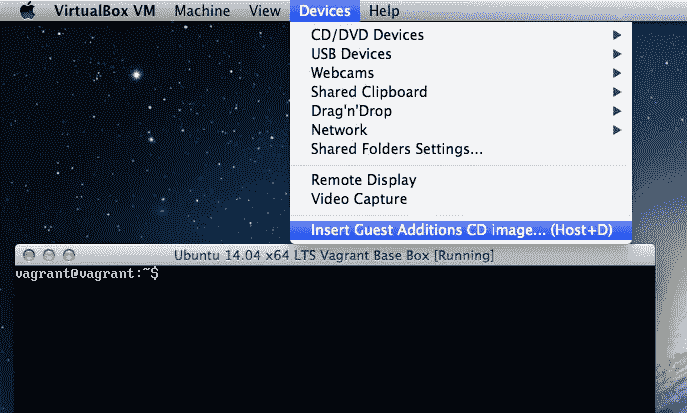 VirtualBox VM Machine View Devices Help
CD/DVD Devices
USB Devices
Webcams
Shared Clipboard
Drag'n'Drop
Network
Shared Folders Settings...
Remote Display
Video Capture
Insert Guest Additions CD image... (Host+D)
Ubuntu 14.04 x64 LTS Vagrant Base Box [Running]
vagrant@vagrant:~$